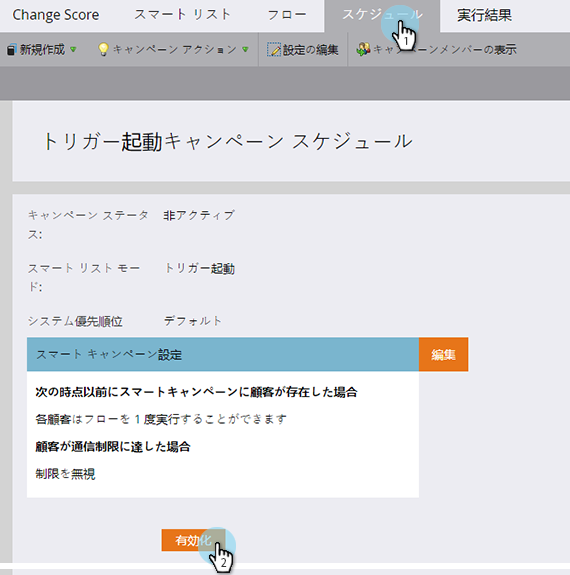 Change Score スマート リスト フロー スケジュール 実行結果
1
新規作成 キャンペーン アクション 設定の編集 キャンペーンメンバーの表示
トリガー起動キャンペーン スケジュール
キャンペーン ステータス: 非アクティブ
スマート リスト モード: トリガー起動
システム優先順位 デフォルト
スマート キャンペーン設定 編集
次の時点以前にスマートキャンペーンに顧客が存在した場合
各顧客はフローを 1 度実行することができます
顧客が通信制限に達した場合
制限を無視
有効化
2